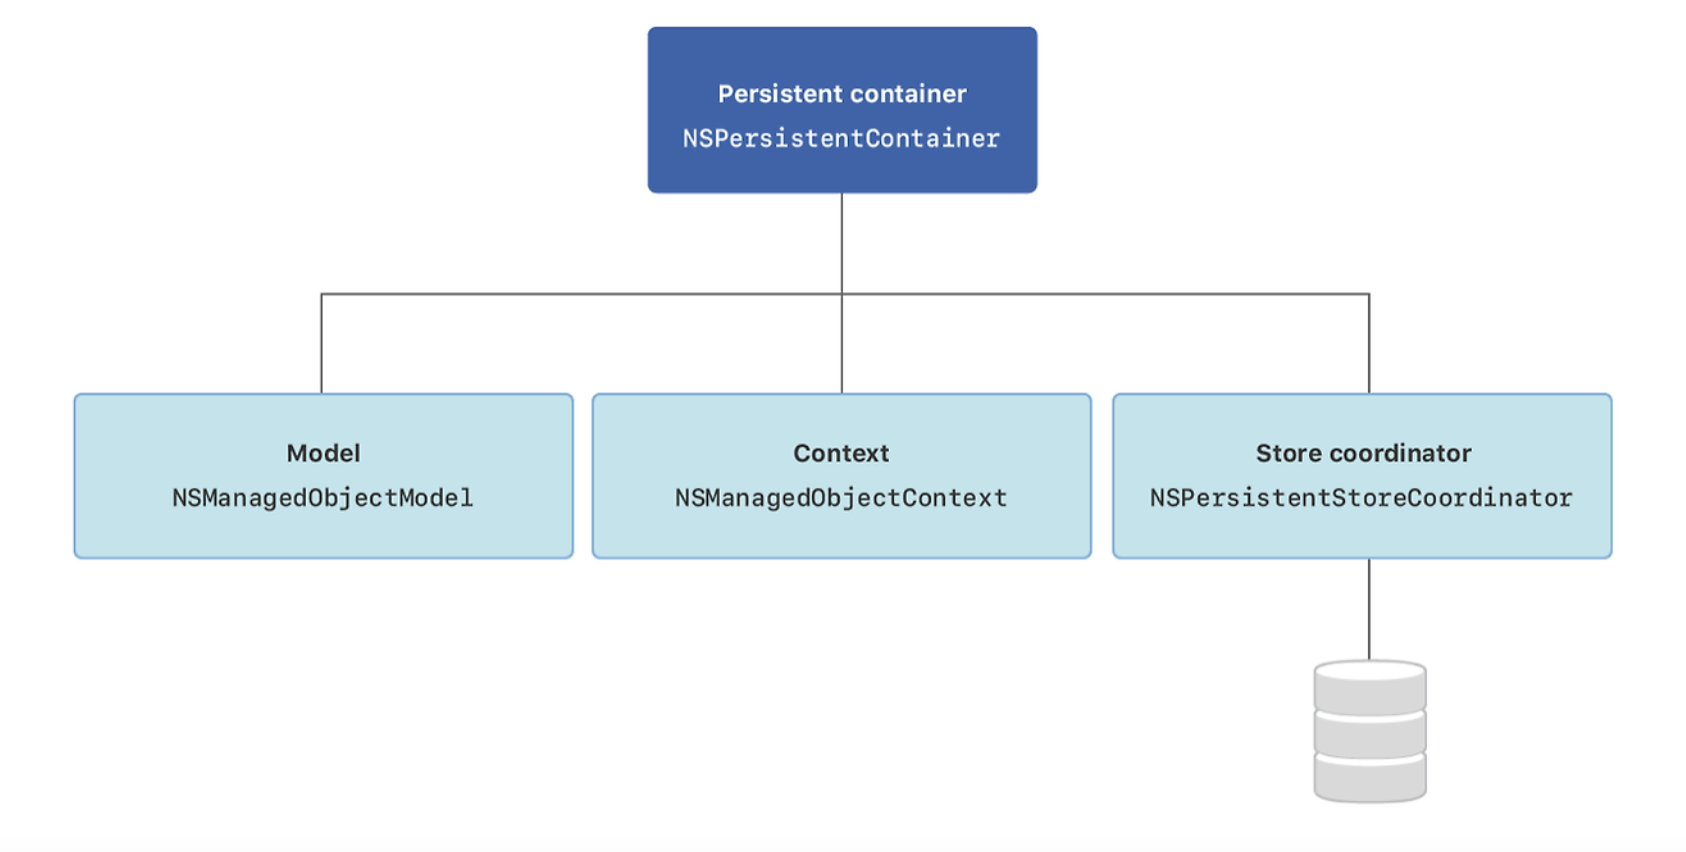 Persistent container
NSPersistentContainer
Model
NSManagedObjectModel
Context
NSManagedObjectContext
Store coordinator
NSPersistentStoreCoordinator